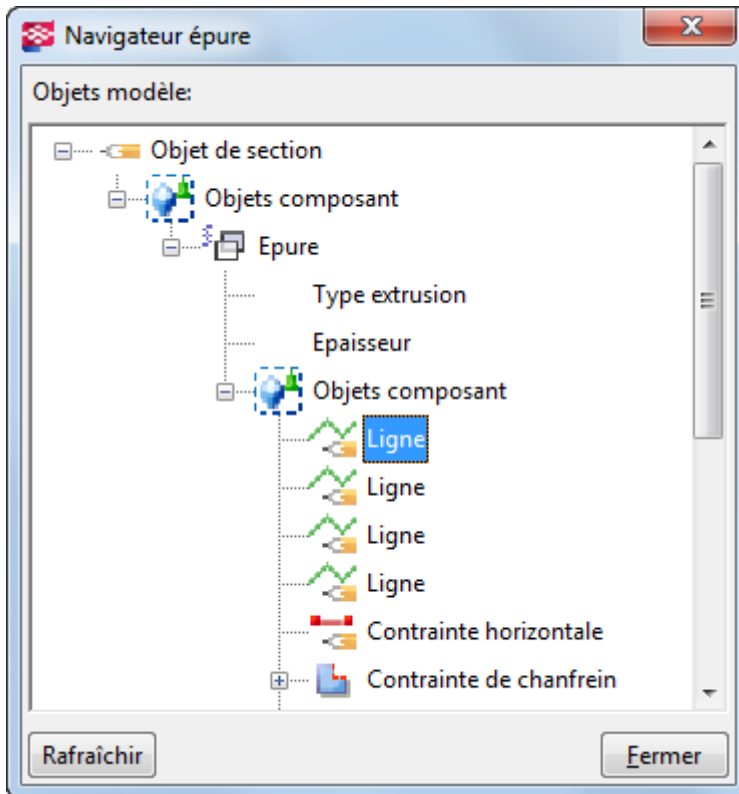 Navigateur épure
Objets modèle:
Objet de section
Objets composant
Epure
Type extrusion
Epaisseur
Objets composant
Ligne
Ligne
Ligne
Ligne
Contrainte horizontale
Contrainte de chanfrein
Rafraîchir
Fermer